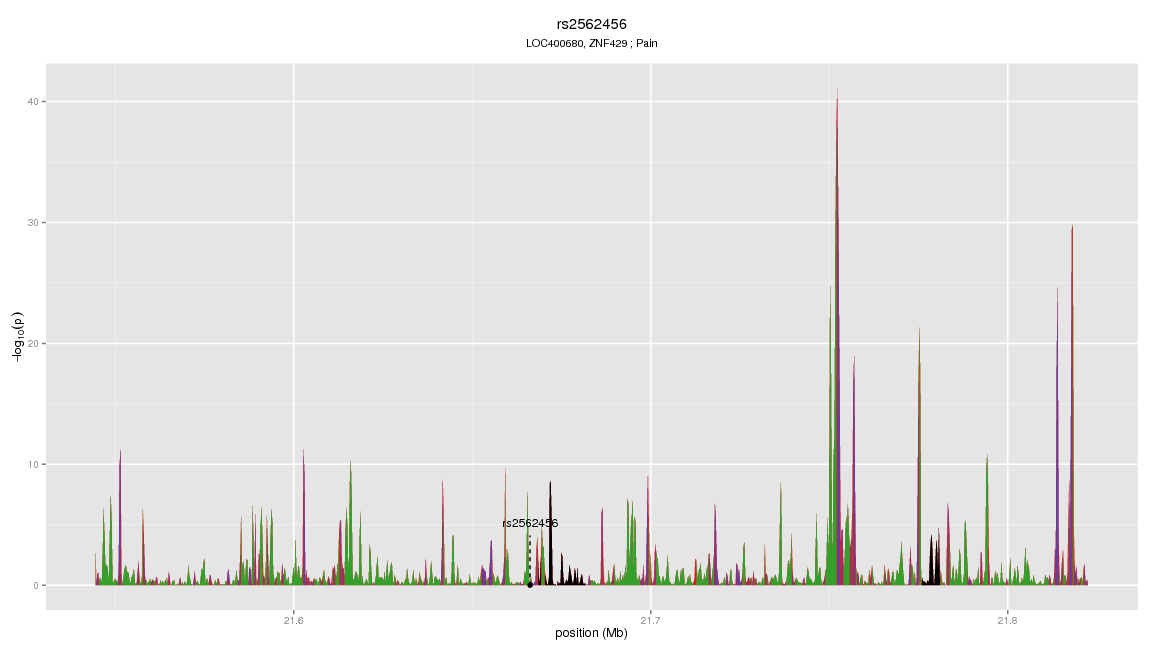 rs2562456
LOC400680, ZNF429 ; Pain
40
30
20
10
0
−log10(p)
rs2562456
21.6
21.7
21.8
position (Mb)